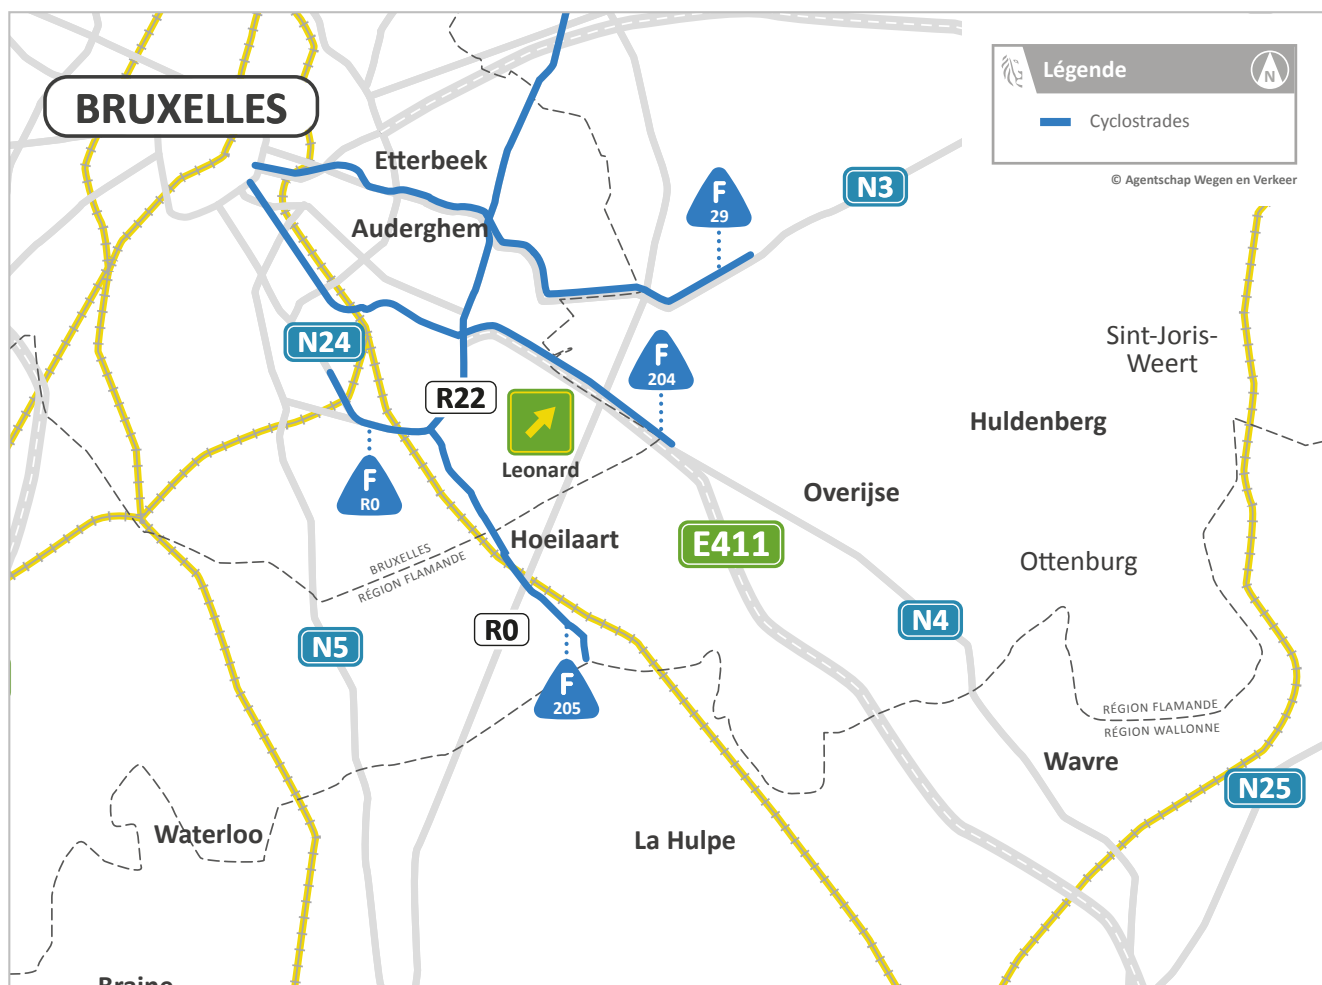 BRUXELLES
Légende
N
Cyclostrades
© Agentschap Wegen en Verkeer
Etterbeek
N3
F
29
Auderghem
N24
F
204
Sint-Joris-
Weert
R22
Huldenberg
Leonard
Overijse
F
R0
Hoeilaart
E411
BRUXELLES
RÉGION FLAMANDE
Ottenburg
N4
R0
N5
F
205
RÉGION FLAMANDE
RÉGION WALLONNE
Wavre
N25
Waterloo
La Hulpe
Braine